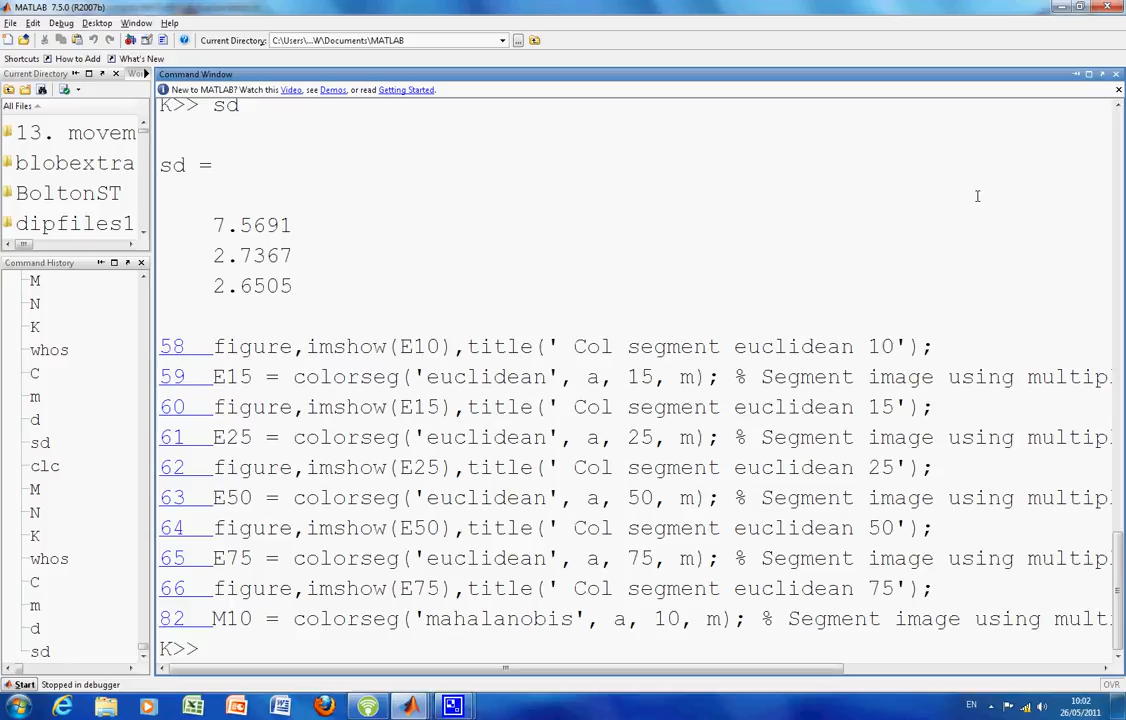 MATLAB 7.5.0 (R2007b)
File Edit Debug Desktop Window Help
Current Directory: C:\Users\...W\Documents\MATLAB
Shortcuts How to Add What's New
Current Directory
All Files
13. movem
blobextra
BoltonST
dipfiles1
Command History
M
N
K
whos
C
m
d
sd
clc
M
N
K
whos
C
m
d
sd
Command Window
New to MATLAB? Watch this Video, see Demos, or read Getting Started.
K>> sd
sd =
7.5691
2.7367
2.6505
58 figure,imshow(E10),title(' Col segment euclidean 10');
59 E15 = colorseg('euclidean', a, 15, m); % Segment image using multipl
60 figure,imshow(E15),title(' Col segment euclidean 15');
61 E25 = colorseg('euclidean', a, 25, m); % Segment image using multipl
62 figure,imshow(E25),title(' Col segment euclidean 25');
63 E50 = colorseg('euclidean', a, 50, m); % Segment image using multipl
64 figure,imshow(E50),title(' Col segment euclidean 50');
65 E75 = colorseg('euclidean', a, 75, m); % Segment image using multipl
66 figure,imshow(E75),title(' Col segment euclidean 75');
82 M10 = colorseg('mahalanobis', a, 10, m); % Segment image using multi
K>>
Start Stopped in debugger
OVR
EN
10:02
26/05/2011